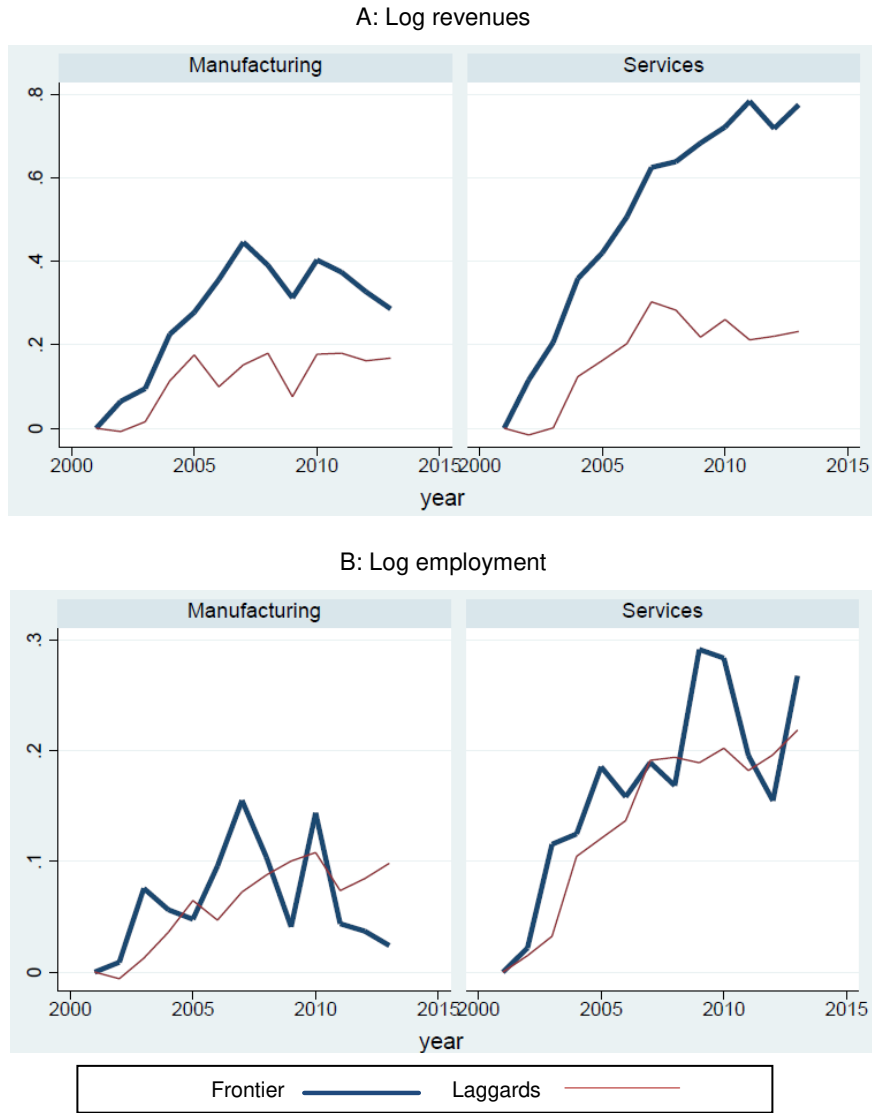 A: Log revenues
Manufacturing Services
.8
.6
.4
.2
0
2000 2005 2010 2015 2000 2005 2010 2015
year
B: Log employment
Manufacturing Services
.3
.2
.1
0
2000 2005 2010 2015 2000 2005 2010 2015
year
Frontier Laggards